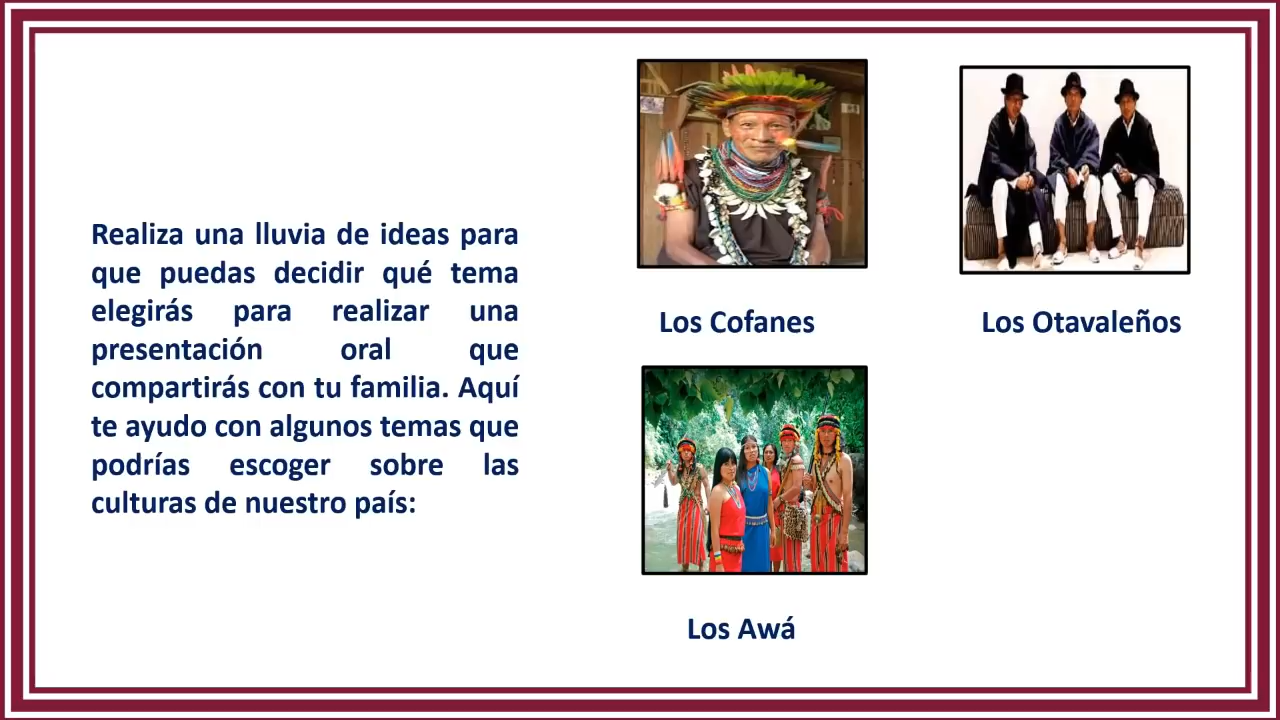 Realiza una lluvia de ideas para
que puedas decidir qué tema
elegirás para realizar una
presentación oral que
compartirás con tu familia. Aquí
te ayudo con algunos temas que
podrías escoger sobre las
culturas de nuestro país:
Los Cofanes
Los Otavaleños
Los Awá